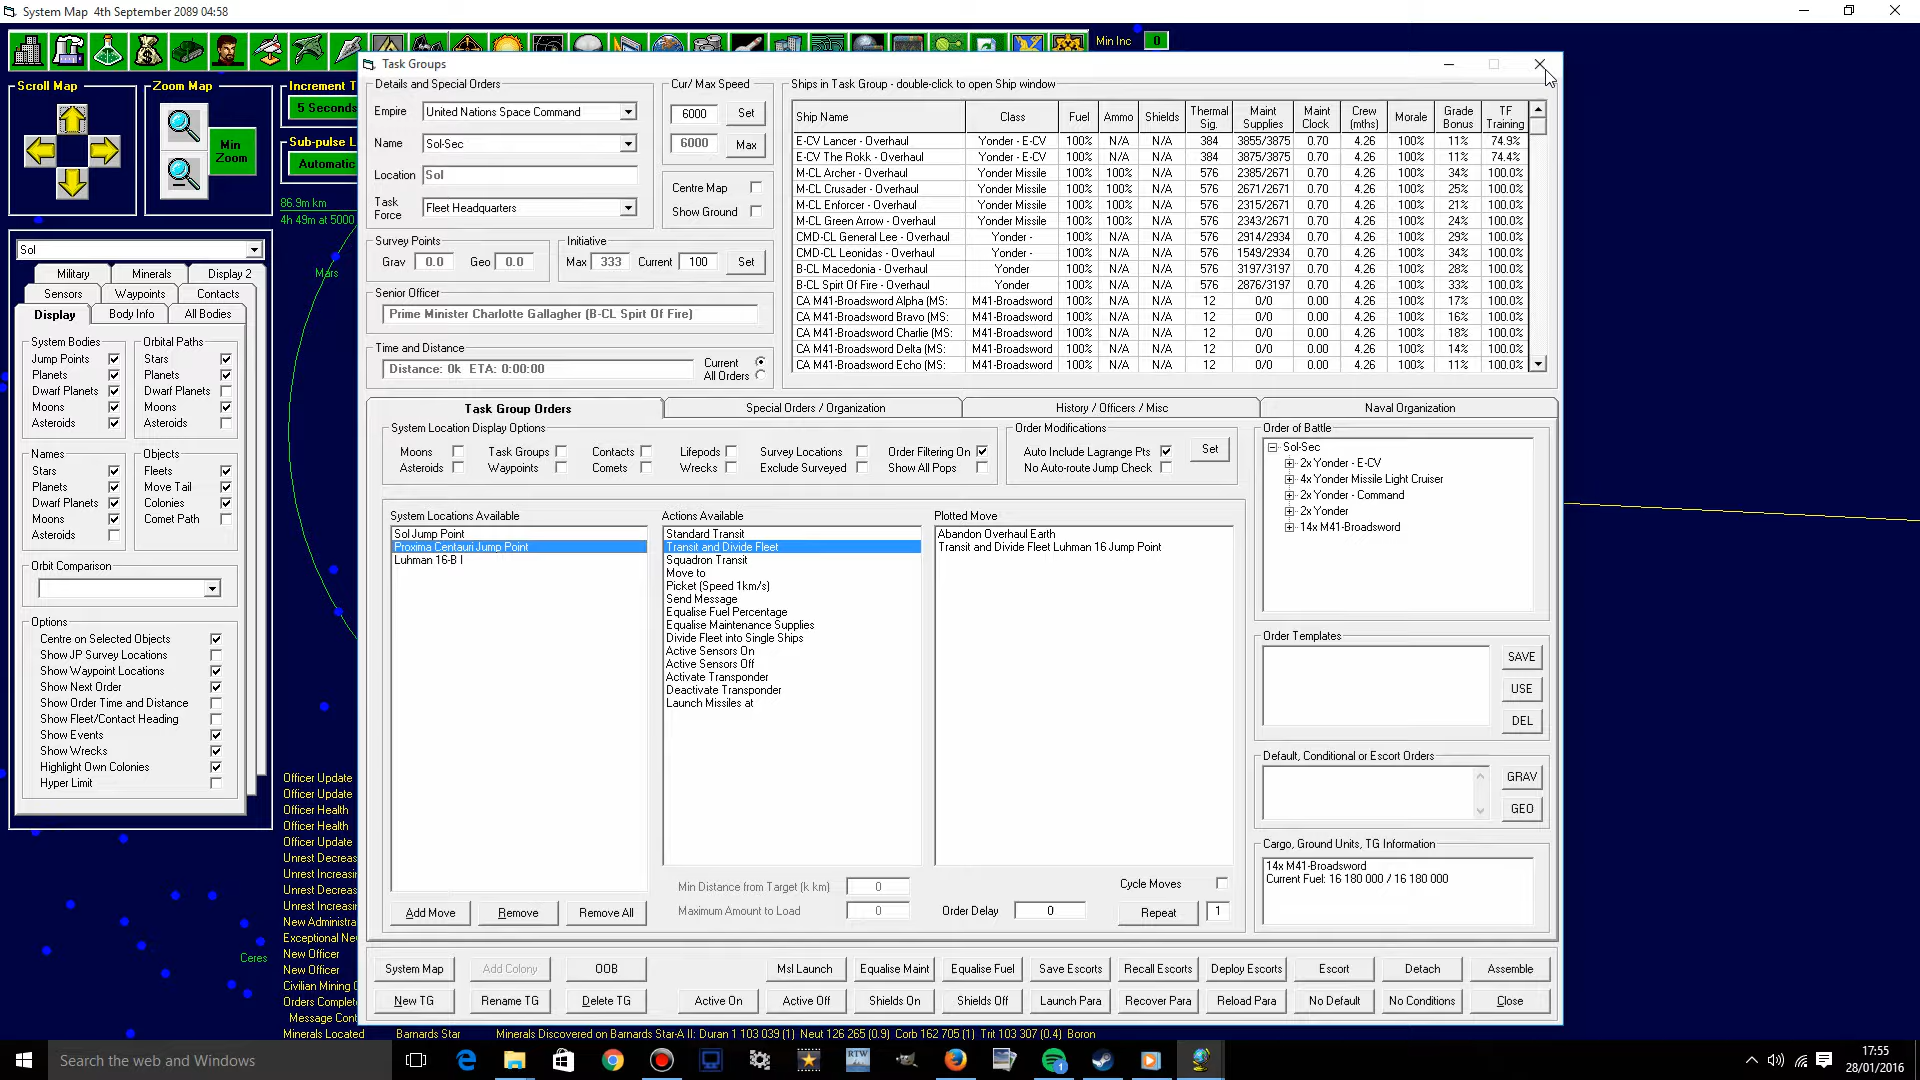 System Map   4th September 2089 04:58
Min Inc 0
Scroll Map
Zoom Map
Min Zoom
Increment T
5 Seconds
Sub-pulse L
Automatic
86.9m km
4h 49m at 5000
Mars
Sol
Military Minerals Display 2
Sensors Waypoints Contacts
Display Body Info All Bodies
System Bodies Orbital Paths
Jump Points Stars
Planets Planets
Dwarf Planets Dwarf Planets
Moons Moons
Asteroids Asteroids
Names Objects
Stars Fleets
Planets Move Tail
Dwarf Planets Colonies
Moons Comet Path
Asteroids
Orbit Comparison
Options
Centre on Selected Objects
Show JP Survey Locations
Show Waypoint Locations
Show Next Order
Show Order Time and Distance
Show Fleet/Contact Heading
Show Events
Show Wrecks
Highlight Own Colonies
Hyper Limit
Officer Update
Officer Update
Officer Health
Officer Health
Officer Update
Unrest Decreas
Unrest Increasi
Unrest Decreas
Unrest Increasi
New Administra
Exceptional Ne
New Officer
New Officer
Civilian Mining C
Orders Complet
Message Cont
Minerals Located Barnards Star Minerals Discovered on Barnards Star-A II: Duran 1 103 039 (1) Neut 126 265 (0.9) Corb 162 705 (1) Trit 103 307 (0.4) Boron
Ceres
Task Groups
Details and Special Orders
Empire United Nations Space Command
Name Sol-Sec
Location Sol
Task Force Fleet Headquarters
Cur/ Max Speed
6000 Set
6000 Max
Centre Map
Show Ground
Survey Points
Grav 0.0 Geo 0.0
Initiative
Max 333 Current 100 Set
Senior Officer
Prime Minister Charlotte Gallagher (B-CL Spirt Of Fire)
Time and Distance
Distance: 0k  ETA: 0:00:00
Current
All Orders
Ships in Task Group - double-click to open Ship window
Ship Name Class Fuel Ammo Shields Thermal Sig. Maint Supplies Maint Clock Crew (mths) Morale Grade Bonus TF Training
E-CV Lancer - Overhaul Yonder - E-CV 100% N/A N/A 384 3855/3875 0.70 4.26 100% 11% 74.9%
E-CV The Rokk - Overhaul Yonder - E-CV 100% N/A N/A 384 3875/3875 0.70 4.26 100% 11% 74.4%
M-CL Archer - Overhaul Yonder Missile 100% 100% N/A 576 2385/2671 0.70 4.26 100% 34% 100.0%
M-CL Crusader - Overhaul Yonder Missile 100% 100% N/A 576 2671/2671 0.70 4.26 100% 25% 100.0%
M-CL Enforcer - Overhaul Yonder Missile 100% 100% N/A 576 2315/2671 0.70 4.26 100% 21% 100.0%
M-CL Green Arrow - Overhaul Yonder Missile 100% 100% N/A 576 2343/2671 0.70 4.26 100% 24% 100.0%
CMD-CL General Lee - Overhaul Yonder - 100% N/A N/A 576 2914/2934 0.70 4.26 100% 29% 100.0%
CMD-CL Leonidas - Overhaul Yonder - 100% N/A N/A 576 1549/2934 0.70 4.26 100% 34% 100.0%
B-CL Macedonia - Overhaul Yonder 100% N/A N/A 576 3197/3197 0.70 4.26 100% 28% 100.0%
B-CL Spirt Of Fire - Overhaul Yonder 100% N/A N/A 576 2876/3197 0.70 4.26 100% 33% 100.0%
CA M41-Broadsword Alpha (MS: M41-Broadsword 100% N/A N/A 12 0/0 0.00 4.26 100% 17% 100.0%
CA M41-Broadsword Bravo (MS: M41-Broadsword 100% N/A N/A 12 0/0 0.00 4.26 100% 16% 100.0%
CA M41-Broadsword Charlie (MS: M41-Broadsword 100% N/A N/A 12 0/0 0.00 4.26 100% 18% 100.0%
CA M41-Broadsword Delta (MS: M41-Broadsword 100% N/A N/A 12 0/0 0.00 4.26 100% 14% 100.0%
CA M41-Broadsword Echo (MS: M41-Broadsword 100% N/A N/A 12 0/0 0.00 4.26 100% 11% 100.0%
Task Group Orders Special Orders / Organization History / Officers / Misc Naval Organization
System Location Display Options
Moons Task Groups Contacts Lifepods Survey Locations Order Filtering On
Asteroids Waypoints Comets Wrecks Exclude Surveyed Show All Pops
Order Modifications
Auto Include Lagrange Pts Set
No Auto-route Jump Check
System Locations Available
Sol Jump Point
Proxima Centauri Jump Point
Luhman 16-B I
Actions Available
Standard Transit
Transit and Divide Fleet
Squadron Transit
Move to
Picket (Speed 1km/s)
Send Message
Equalise Fuel Percentage
Equalise Maintenance Supplies
Divide Fleet into Single Ships
Active Sensors On
Active Sensors Off
Activate Transponder
Deactivate Transponder
Launch Missiles at
Plotted Move
Abandon Overhaul Earth
Transit and Divide Fleet Luhman 16 Jump Point
Min Distance from Target (k km) 0
Cycle Moves
Add Move Remove Remove All
Maximum Amount to Load 0
Order Delay 0
Repeat 1
Order of Battle
Sol-Sec
2x Yonder - E-CV
4x Yonder Missile Light Cruiser
2x Yonder - Command
2x Yonder
14x M41-Broadsword
Order Templates
SAVE
USE
DEL
Default, Conditional or Escort Orders
GRAV
GEO
Cargo, Ground Units, TG Information
14x M41-Broadsword
Current Fuel: 16 180 000 / 16 180 000
System Map Add Colony OOB Msl Launch Equalise Maint Equalise Fuel Save Escorts Recall Escorts Deploy Escorts Escort Detach Assemble
New TG Rename TG Delete TG Active On Active Off Shields On Shields Off Launch Para Recover Para Reload Para No Default No Conditions Close
Search the web and Windows
RTW
1
17:55
28/01/2016